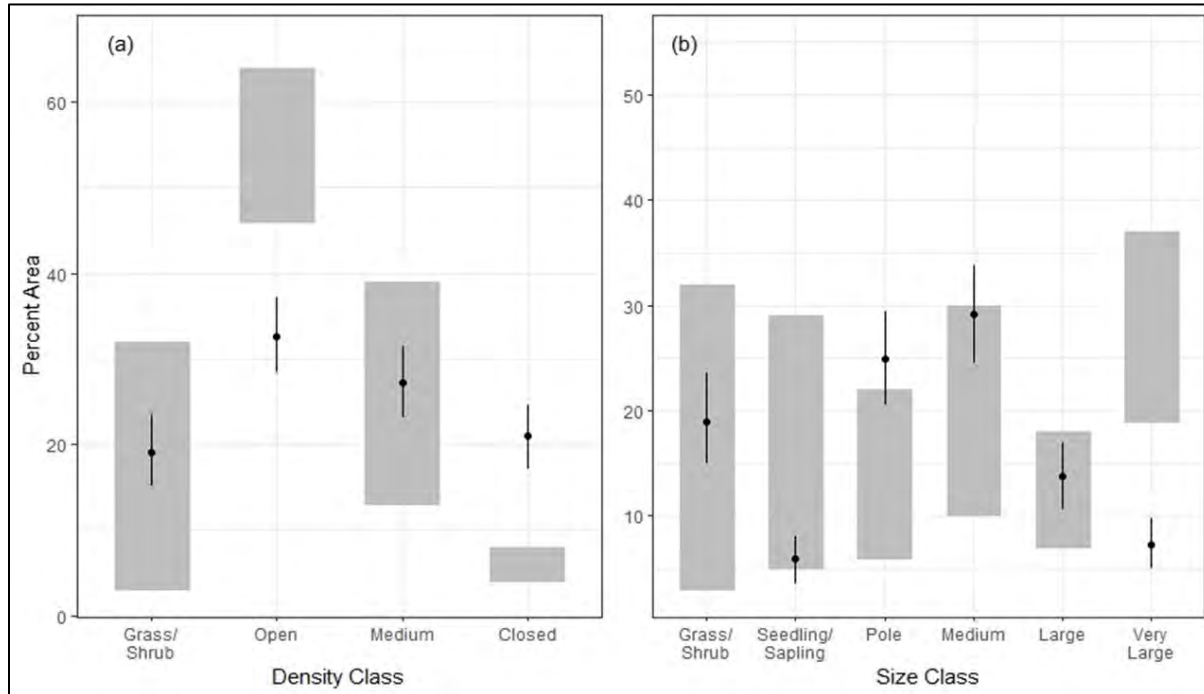 (a)
Percent Area
60
40
20
0
Grass/
Shrub
Open
Medium
Closed
Density Class
(b)
50
40
30
20
10
Grass/
Shrub
Seedling/
Sapling
Pole
Medium
Large
Very
Large
Size Class